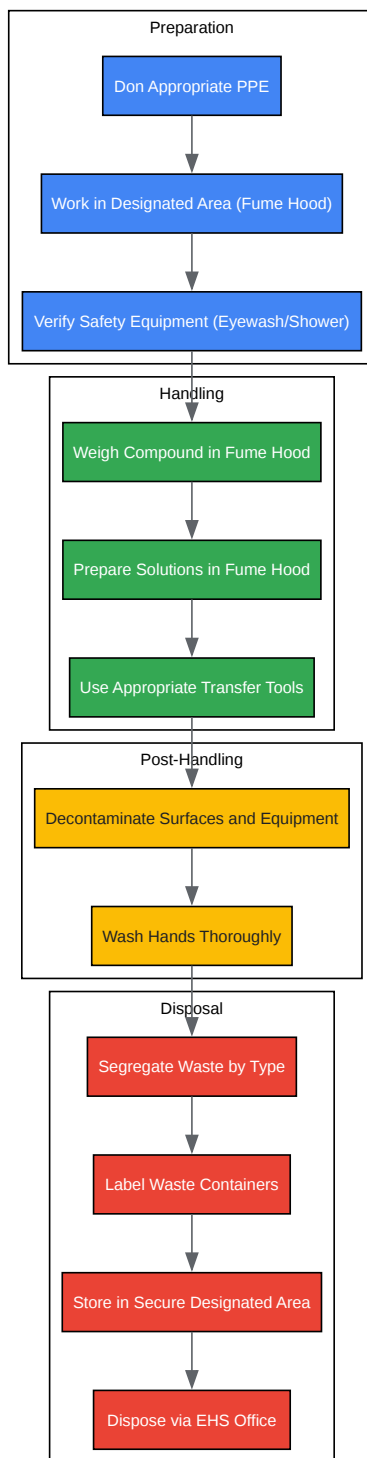 Preparation
Don Appropriate PPE
Work in Designated Area (Fume Hood)
Verify Safety Equipment (Eyewash/Shower)
Handling
Weigh Compound in Fume Hood
Prepare Solutions in Fume Hood
Use Appropriate Transfer Tools
Post-Handling
Decontaminate Surfaces and Equipment
Wash Hands Thoroughly
Disposal
Segregate Waste by Type
Label Waste Containers
Store in Secure Designated Area
Dispose via EHS Office